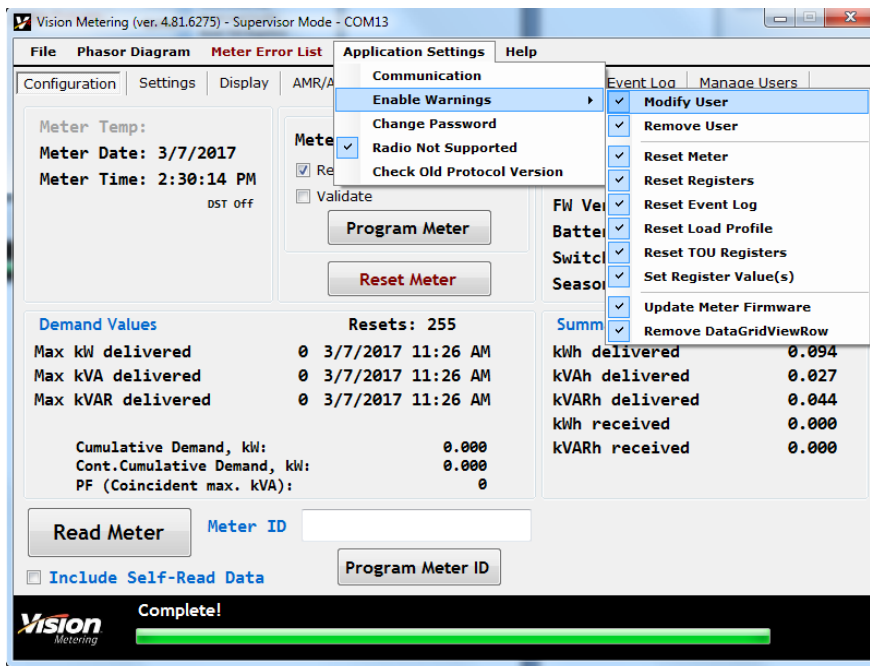 Vision Metering (ver. 4.81.6275) - Supervisor Mode - COM13
File Phasor Diagram Meter Error List Application Settings Help
Configuration Settings Display AMR/A Event Log Manage Users
Communication
Enable Warnings
Change Password
Radio Not Supported
Check Old Protocol Version
Modify User
Remove User
Reset Meter
Reset Registers
Reset Event Log
Reset Load Profile
Reset TOU Registers
Set Register Value(s)
Update Meter Firmware
Remove DataGridViewRow
Meter Temp:
Meter Date: 3/7/2017
Meter Time: 2:30:14 PM
DST Off
Mete
Re
Validate
Program Meter
Reset Meter
FW Ve
Batte
Switc
Seaso
Demand Values Resets: 255
Max kW delivered 0 3/7/2017 11:26 AM
Max kVA delivered 0 3/7/2017 11:26 AM
Max kVAR delivered 0 3/7/2017 11:26 AM
Cumulative Demand, kW: 0.000
Cont.Cumulative Demand, kW: 0.000
PF (Coincident max. kVA): 0
Summ
kWh delivered 0.094
kVAh delivered 0.027
kVARh delivered 0.044
kWh received 0.000
kVARh received 0.000
Read Meter Meter ID
Program Meter ID
Include Self-Read Data
Vision
Metering
Complete!